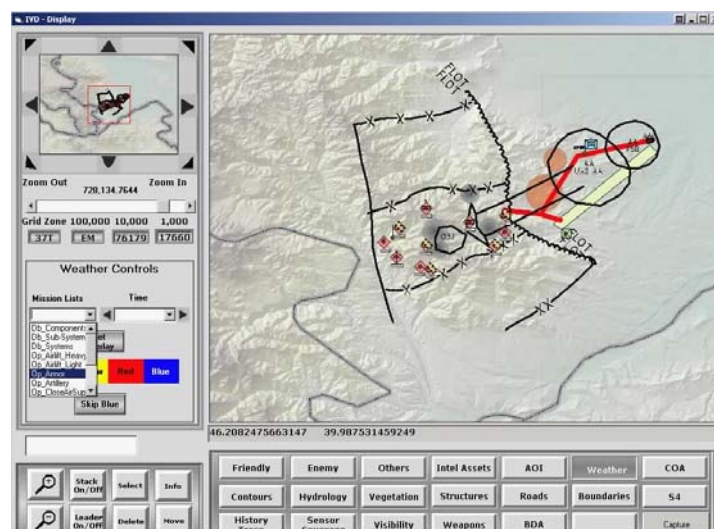 IVD - Display
Zoom Out
Zoom In
728,134.7644
Grid Zone 100,000 10,000 1,000
37T EM 76179 17660
Weather Controls
Mission Lists
Time
Db_Components
Db_Sub-System
Db_Systems
Op_Airlift_Heavy
Op_Airlift_Light
Op_Armor
Op_Artillery
Op_CloseAirSup
Red
Blue
Skip Blue
FLOT
FLOT
FLOT
46.2082475663147 39.987531459249
Stack On/Off
Select
Info
Leader On/Off
Delete
Move
Friendly Enemy Others Intel Assets AOI Weather COA
Contours Hydrology Vegetation Structures Roads Boundaries S4
History Sensor Visibility Weapons BDA Capture